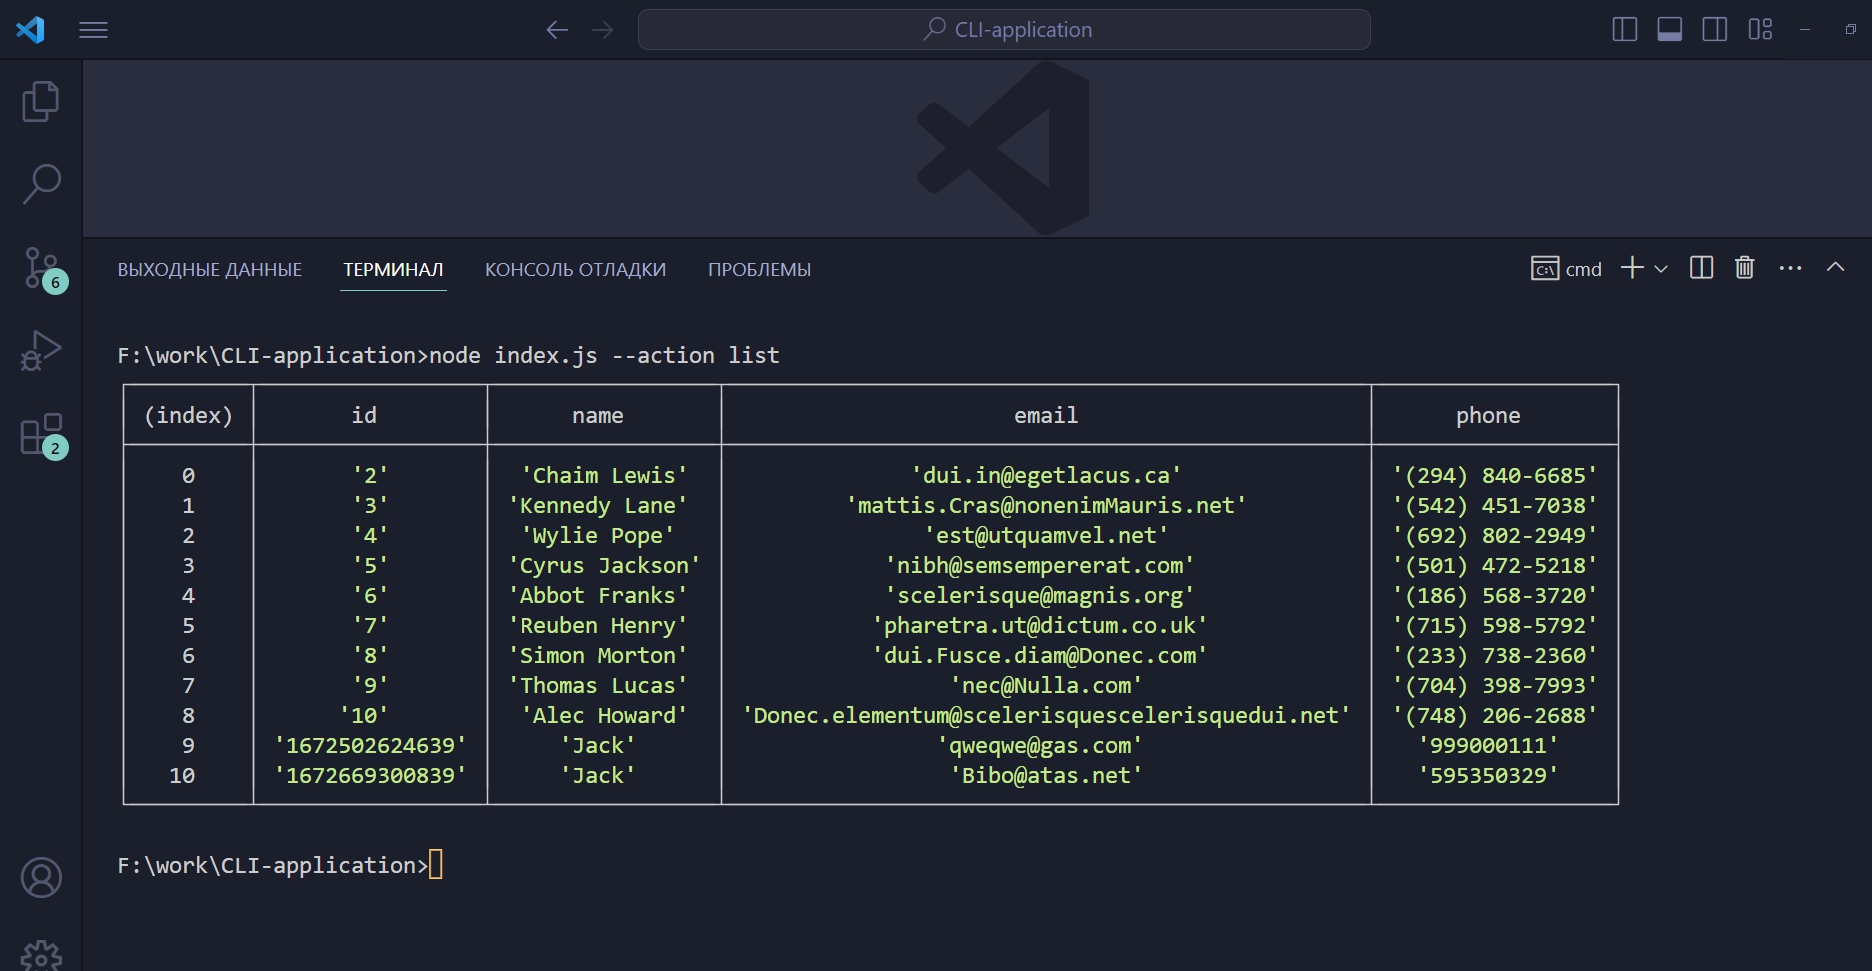 CLI-application
ВЫХОДНЫЕ ДАННЫЕ ТЕРМИНАЛ КОНСОЛЬ ОТЛАДКИ ПРОБЛЕМЫ cmd
6
2
F:\work\CLI-application>node index.js --action list
(index) id name email phone
0 '2' 'Chaim Lewis' 'dui.in@egetlacus.ca' '(294) 840-6685'
1 '3' 'Kennedy Lane' 'mattis.Cras@nonenimMauris.net' '(542) 451-7038'
2 '4' 'Wylie Pope' 'est@utquamvel.net' '(692) 802-2949'
3 '5' 'Cyrus Jackson' 'nibh@semsempererat.com' '(501) 472-5218'
4 '6' 'Abbot Franks' 'scelerisque@magnis.org' '(186) 568-3720'
5 '7' 'Reuben Henry' 'pharetra.ut@dictum.co.uk' '(715) 598-5792'
6 '8' 'Simon Morton' 'dui.Fusce.diam@Donec.com' '(233) 738-2360'
7 '9' 'Thomas Lucas' 'nec@Nulla.com' '(704) 398-7993'
8 '10' 'Alec Howard' 'Donec.elementum@scelerisquescelerisquedui.net' '(748) 206-2688'
9 '1672502624639' 'Jack' 'qweqwe@gas.com' '999000111'
10 '1672669300839' 'Jack' 'Bibo@atas.net' '595350329'
F:\work\CLI-application>